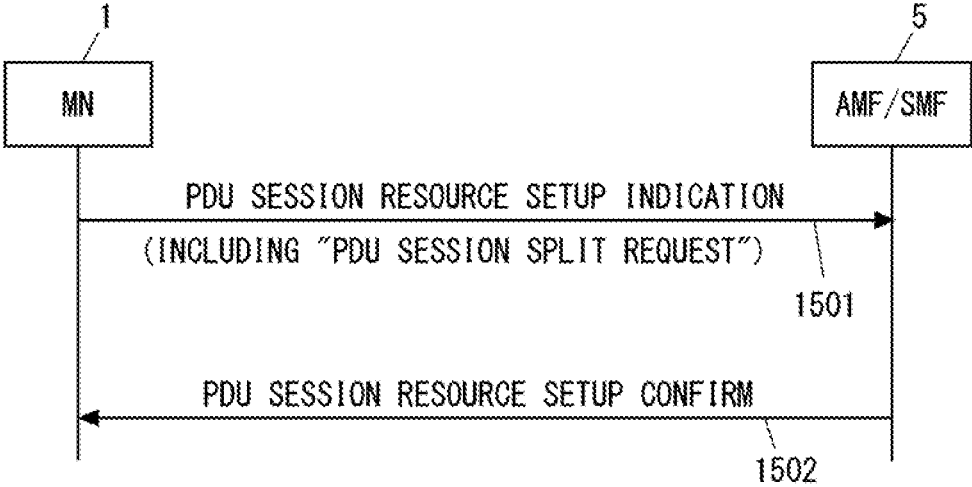 1
5
MN
AMF/SMF
PDU SESSION RESOURCE SETUP INDICATION
(INCLUDING "PDU SESSION SPLIT REQUEST")
1501
PDU SESSION RESOURCE SETUP CONFIRM
1502